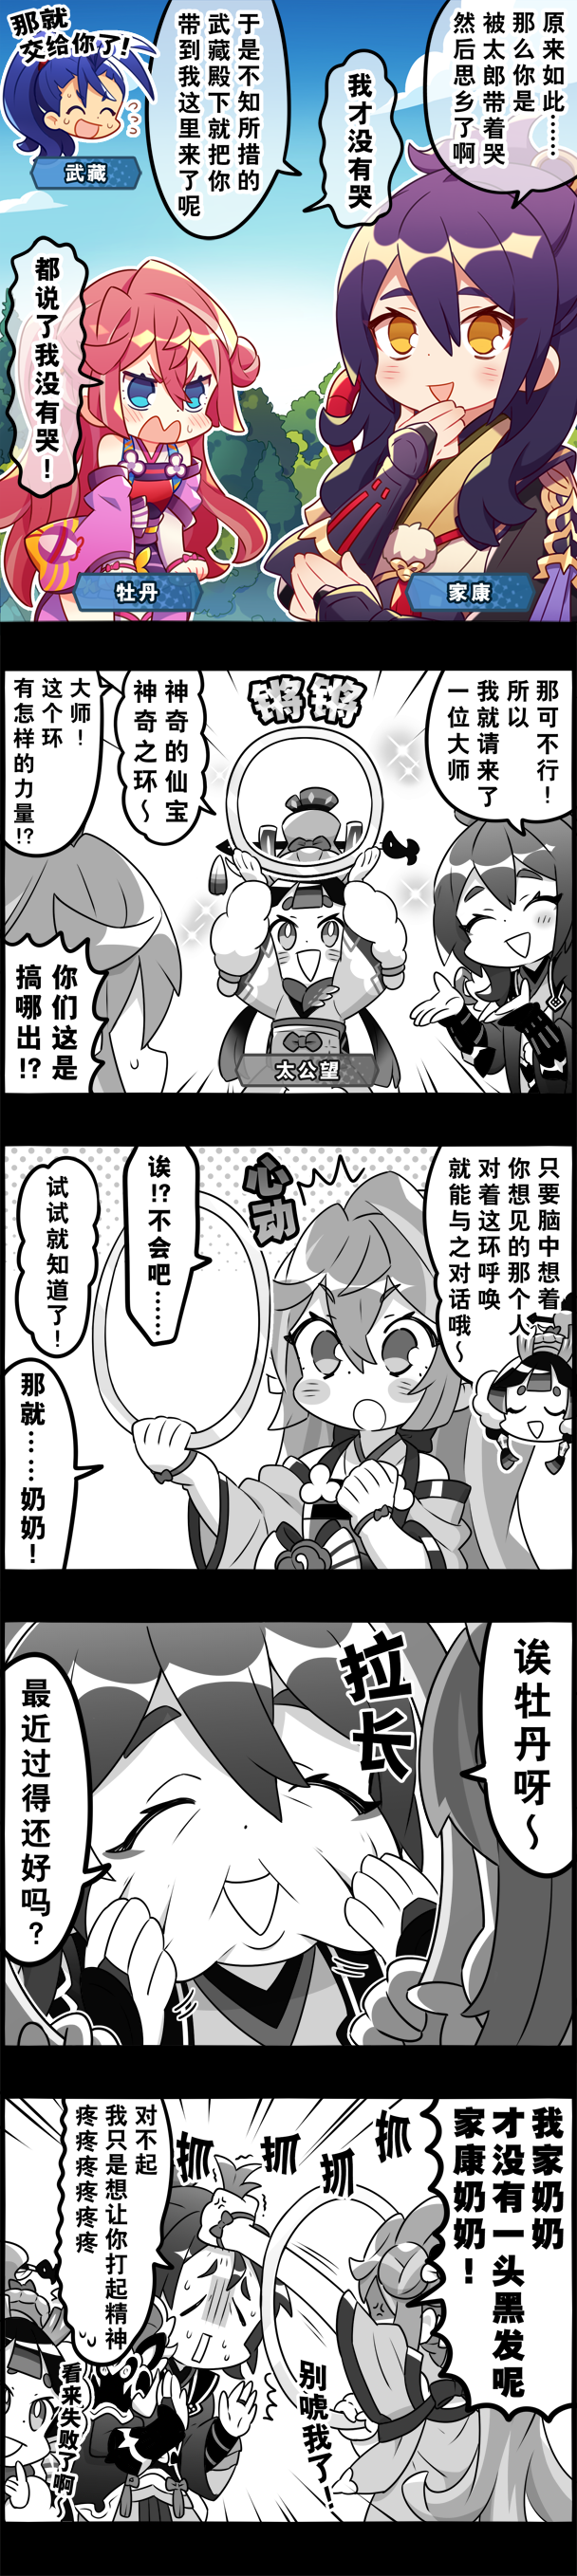 原来如此……
那么你是
被太郎带着哭
然后思乡了啊
我才没有哭
于是不知所措的
武藏殿下就把你
带到我这里来了呢
那就
交给你了!
武藏
都说了我没有哭!
牡丹
家康
那可不行!
所以
我就请来了
一位大师
锵锵
神奇的仙宝
神奇之环~
大师!
这个环
有怎样的力量!?
你们这是
搞哪出!?
太公望
只要脑中想着
你想见的那个人
对着这环呼唤
就能与之对话哦~
心动
诶!?不会吧……
试试就知道了!
那就……奶奶!
诶牡丹呀~
拉长
最近过得还好吗?
我家奶奶
才没有一头黑发呢
家康奶奶!
抓
抓
抓
抓
对不起
我只是想让你打起精神
疼疼疼疼疼疼疼
别唬我了!
看来失败了啊~